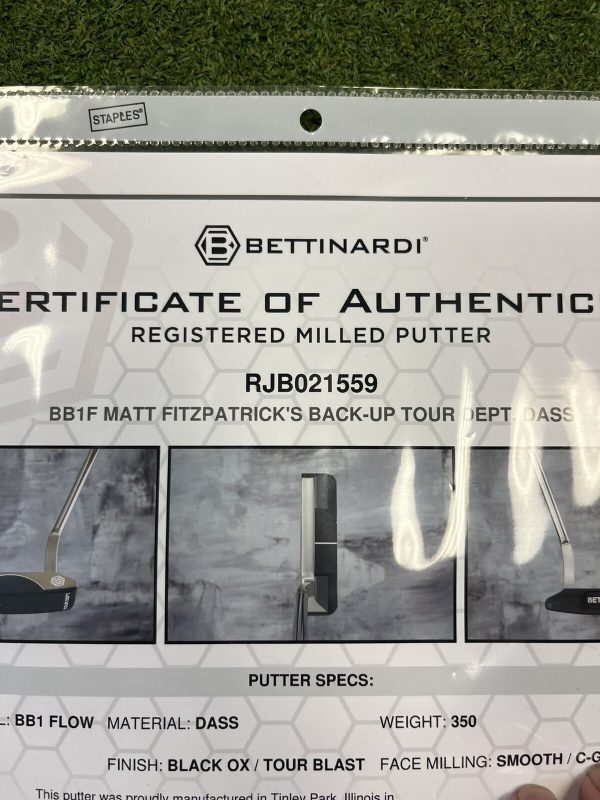 STAPLES®
B BETTINARDI®
ERTIFICATE OF AUTHENTIC
REGISTERED MILLED PUTTER
RJB021559
BB1F MATT FITZPATRICK'S BACK-UP TOUR DEPT. DASS
TOUR DEPT.
BET
PUTTER SPECS:
L: BB1 FLOW MATERIAL: DASS WEIGHT: 350
FINISH: BLACK OX / TOUR BLAST FACE MILLING: SMOOTH / C-G
This putter was proudly manufactured in Tinley Park, Illinois in